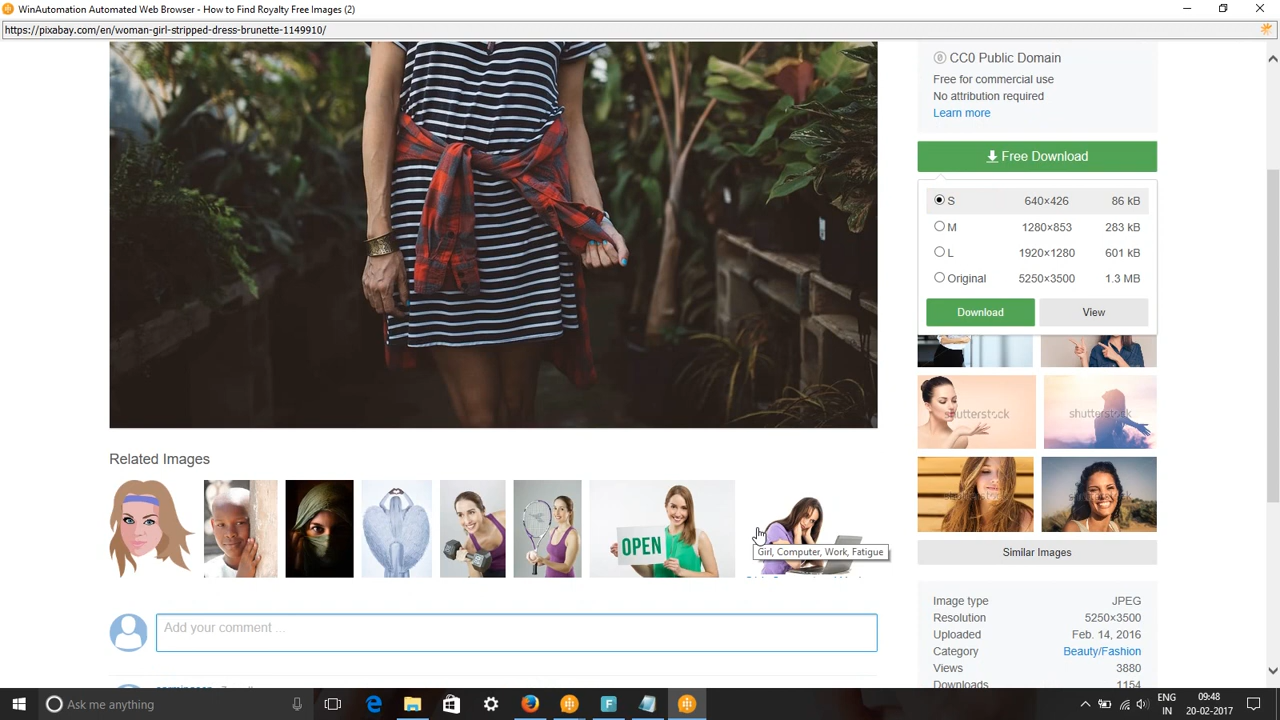 WinAutomation Automated Web Browser - How to Find Royalty Free Images (2)
https://pixabay.com/en/woman-girl-stripped-dress-brunette-1149910/
CC0 Public Domain
Free for commercial use
No attribution required
Learn more
Free Download
S 640×426 86 kB
M 1280×853 283 kB
L 1920×1280 601 kB
Original 5250×3500 1.3 MB
Download View
shutterstock shutterstock
shutterstock shutterstock
Similar Images
Related Images
OPEN
Girl, Computer, Work, Fatigue
Add your comment ...
Image type JPEG
Resolution 5250×3500
Uploaded Feb. 14, 2016
Category Beauty/Fashion
Views 3880
Downloads 1154
Ask me anything
ENG 09:48
IN 20-02-2017